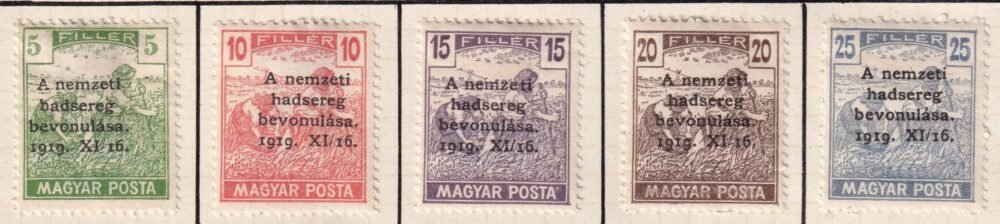 5 FILLÉR 5
A nemzeti
hadsereg
bevonulása.
1919. XI/16.
MAGYAR POSTA
10 FILLÉR 10
A nemzeti
hadsereg
bevonulása.
1919. XI/16.
MAGYAR POSTA
15 FILLÉR 15
A nemzeti
hadsereg
bevonulása.
1919. XI/16.
MAGYAR POSTA
20 FILLÉR 20
A nemzeti
hadsereg
bevonulása.
1919. XI/16.
MAGYAR POSTA
25 FILLÉR 25
A nemzeti
hadsereg
bevonulása.
1919. XI/16.
MAGYAR POSTA